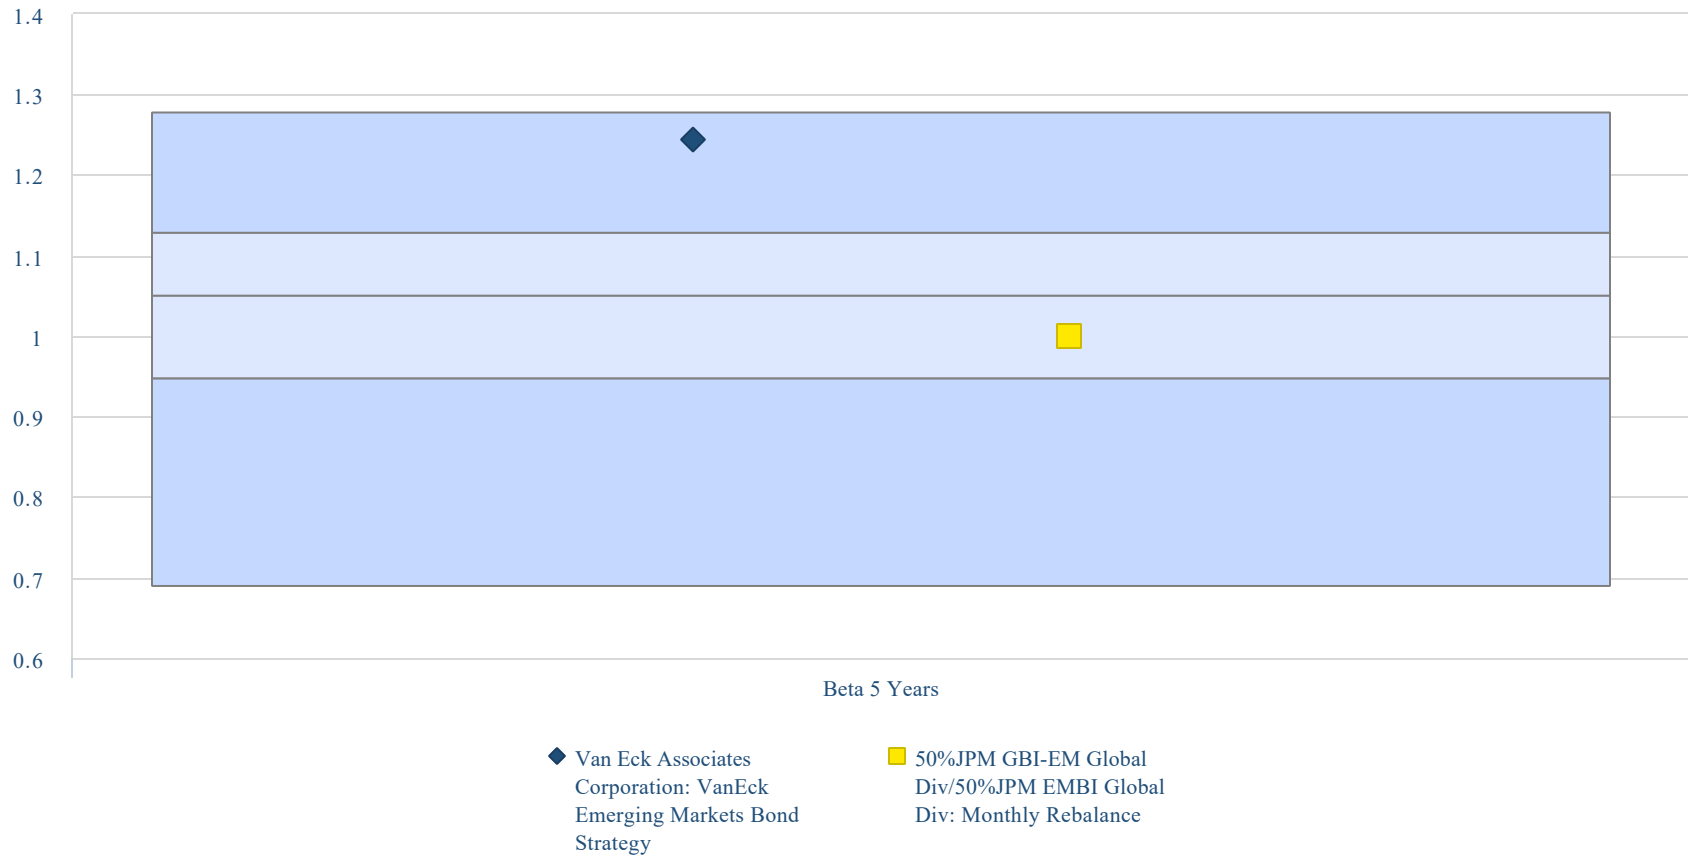 1.4
1.3
1.2
1.1
1
0.9
0.8
0.7
0.6
Beta 5 Years
Van Eck Associates
Corporation: VanEck
Emerging Markets Bond
Strategy
50%JPM GBI-EM Global
Div/50%JPM EMBI Global
Div: Monthly Rebalance